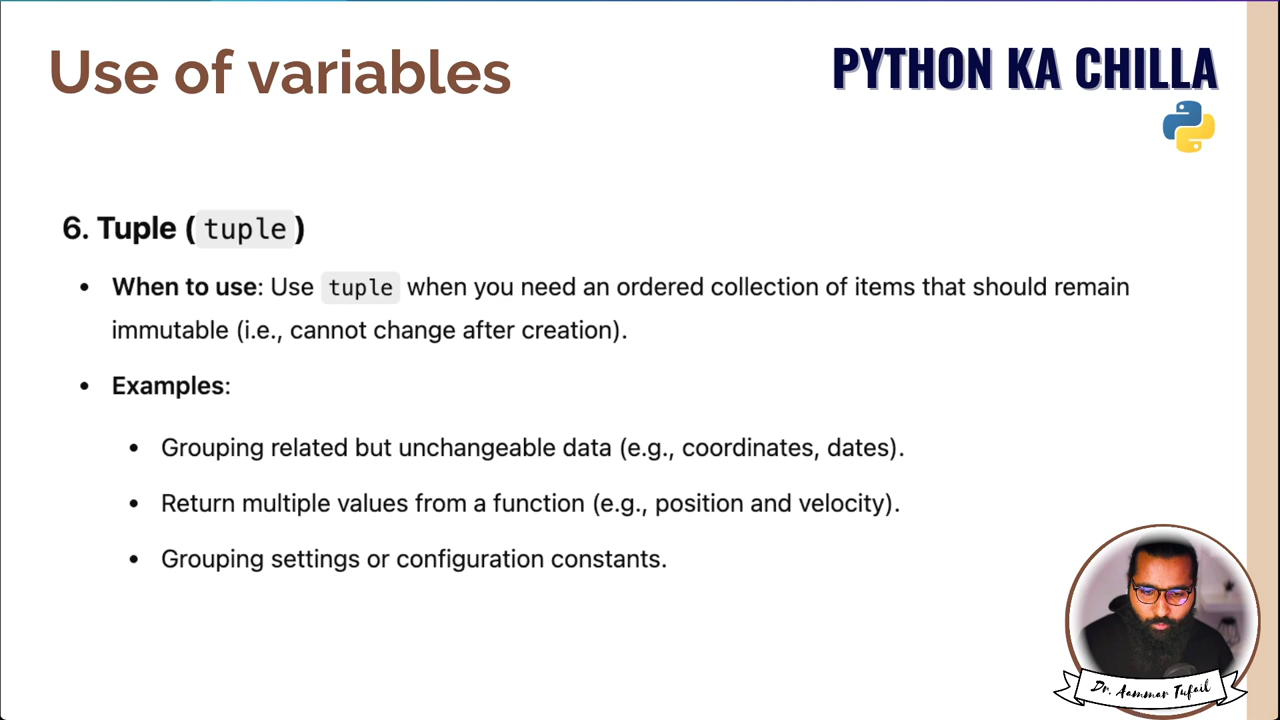 Use of variables
PYTHON KA CHILLA
6. Tuple (tuple)
• When to use: Use tuple when you need an ordered collection of items that should remain
immutable (i.e., cannot change after creation).
• Examples:
• Grouping related but unchangeable data (e.g., coordinates, dates).
• Return multiple values from a function (e.g., position and velocity).
• Grouping settings or configuration constants.
Dr. Aammar Tufail